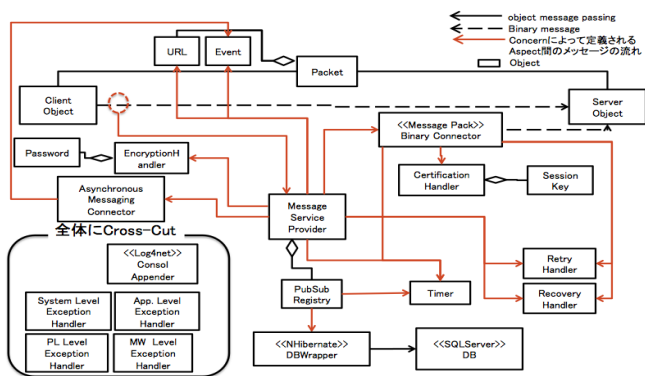 object message passing
Binary message
Concernによって定義される
Aspect間のメッセージの流れ
Object
URL
Event
Packet
Client
Object
Server
Object
<<Message Pack>>
Binary Connector
Password
EncryptionH
andler
Certification
Handler
Session
Key
Asynchronous
Messaging
Connector
Message
Service
Provider
全体にCross-Cut
<<Log4net>>
Consol
Appender
Retry
Handler
System Level
Exception
Handler
App. Level
Exception
Handler
PubSub
Registry
Timer
Recovery
Handler
PL Level
Exception
Handler
MW Level
Exception
Handler
<<NHibernate>>
DBWrapper
<<SQLServer>>
DB